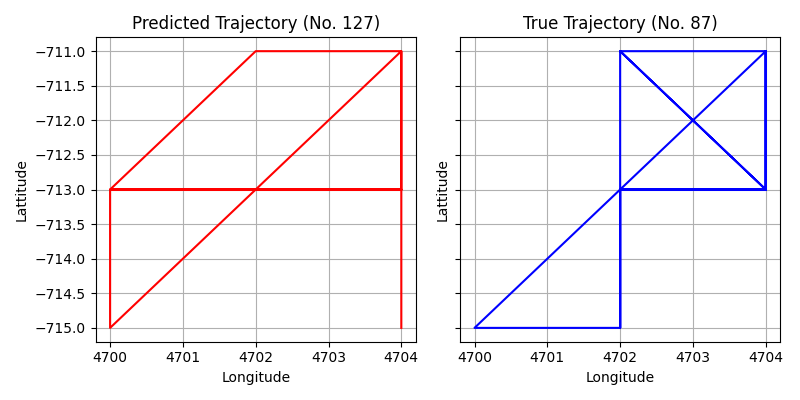 Predicted Trajectory (No. 127)
True Trajectory (No. 87)
Lattitude
−711.0
−711.5
−712.0
−712.5
−713.0
−713.5
−714.0
−714.5
−715.0
4700 4701 4702 4703 4704
Longitude
Lattitude
4700 4701 4702 4703 4704
Longitude